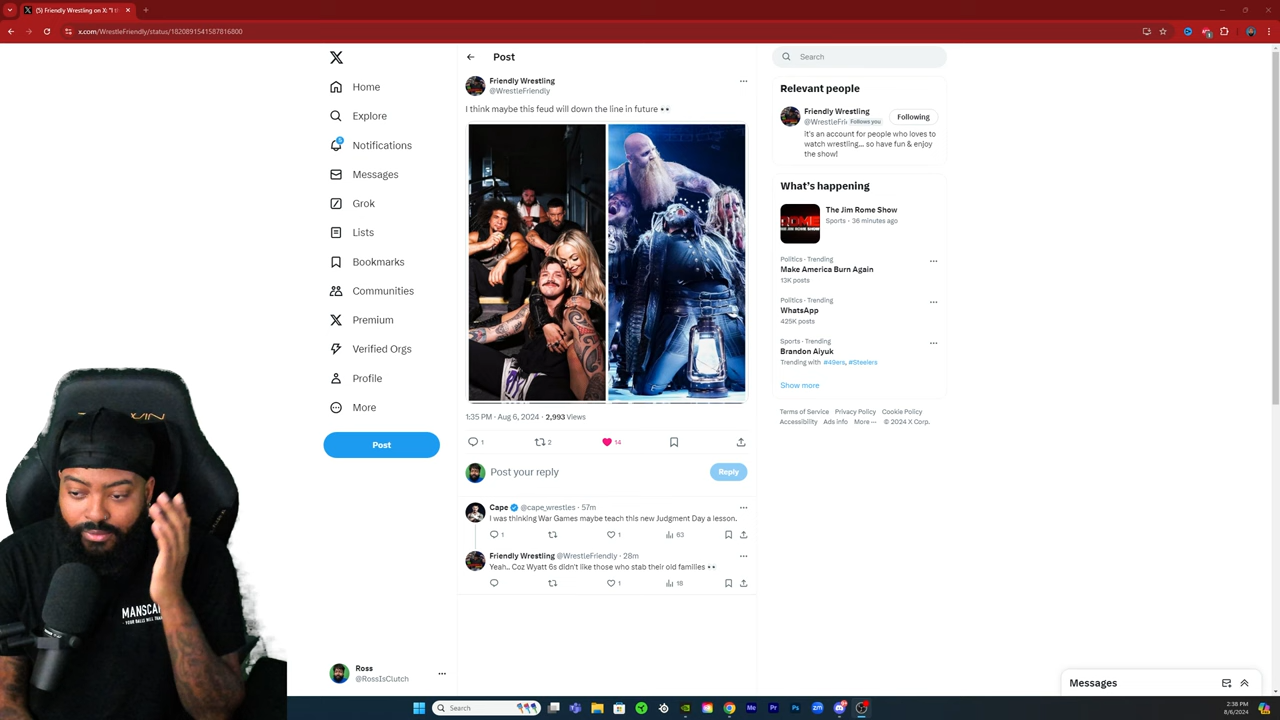 (5) Friendly Wrestling on X: "I th
x.com/WrestleFriendly/status/1820891541587816800
Home
Explore
5
Notifications
Messages
Grok
Lists
Bookmarks
Communities
Premium
Verified Orgs
Profile
More
Post
Ross
@RossIsClutch
Post
Friendly Wrestling
@WrestleFriendly
I think maybe this feud will down the line in future 👀
1:35 PM · Aug 6, 2024 · 2,993 Views
1
2
14
Post your reply
Reply
Cape @cape_wrestles · 57m
I was thinking War Games maybe teach this new Judgment Day a lesson.
1
1
63
Friendly Wrestling @WrestleFriendly · 28m
Yeah.. Coz Wyatt 6s didn't like those who stab their old families 👀
1
18
Search
Relevant people
Friendly Wrestling
@WrestleFri Follows you
Following
it's an account for people who loves to
watch wrestling... so have fun & enjoy
the show!
What's happening
The Jim Rome Show
Sports · 36 minutes ago
Politics · Trending
Make America Burn Again
13K posts
Politics · Trending
WhatsApp
425K posts
Sports · Trending
Brandon Aiyuk
Trending with #49ers, #Steelers
Show more
Terms of Service Privacy Policy Cookie Policy
Accessibility Ads info More ··· © 2024 X Corp.
Messages
MANSCAP
Search
2:38 PM
8/6/2024